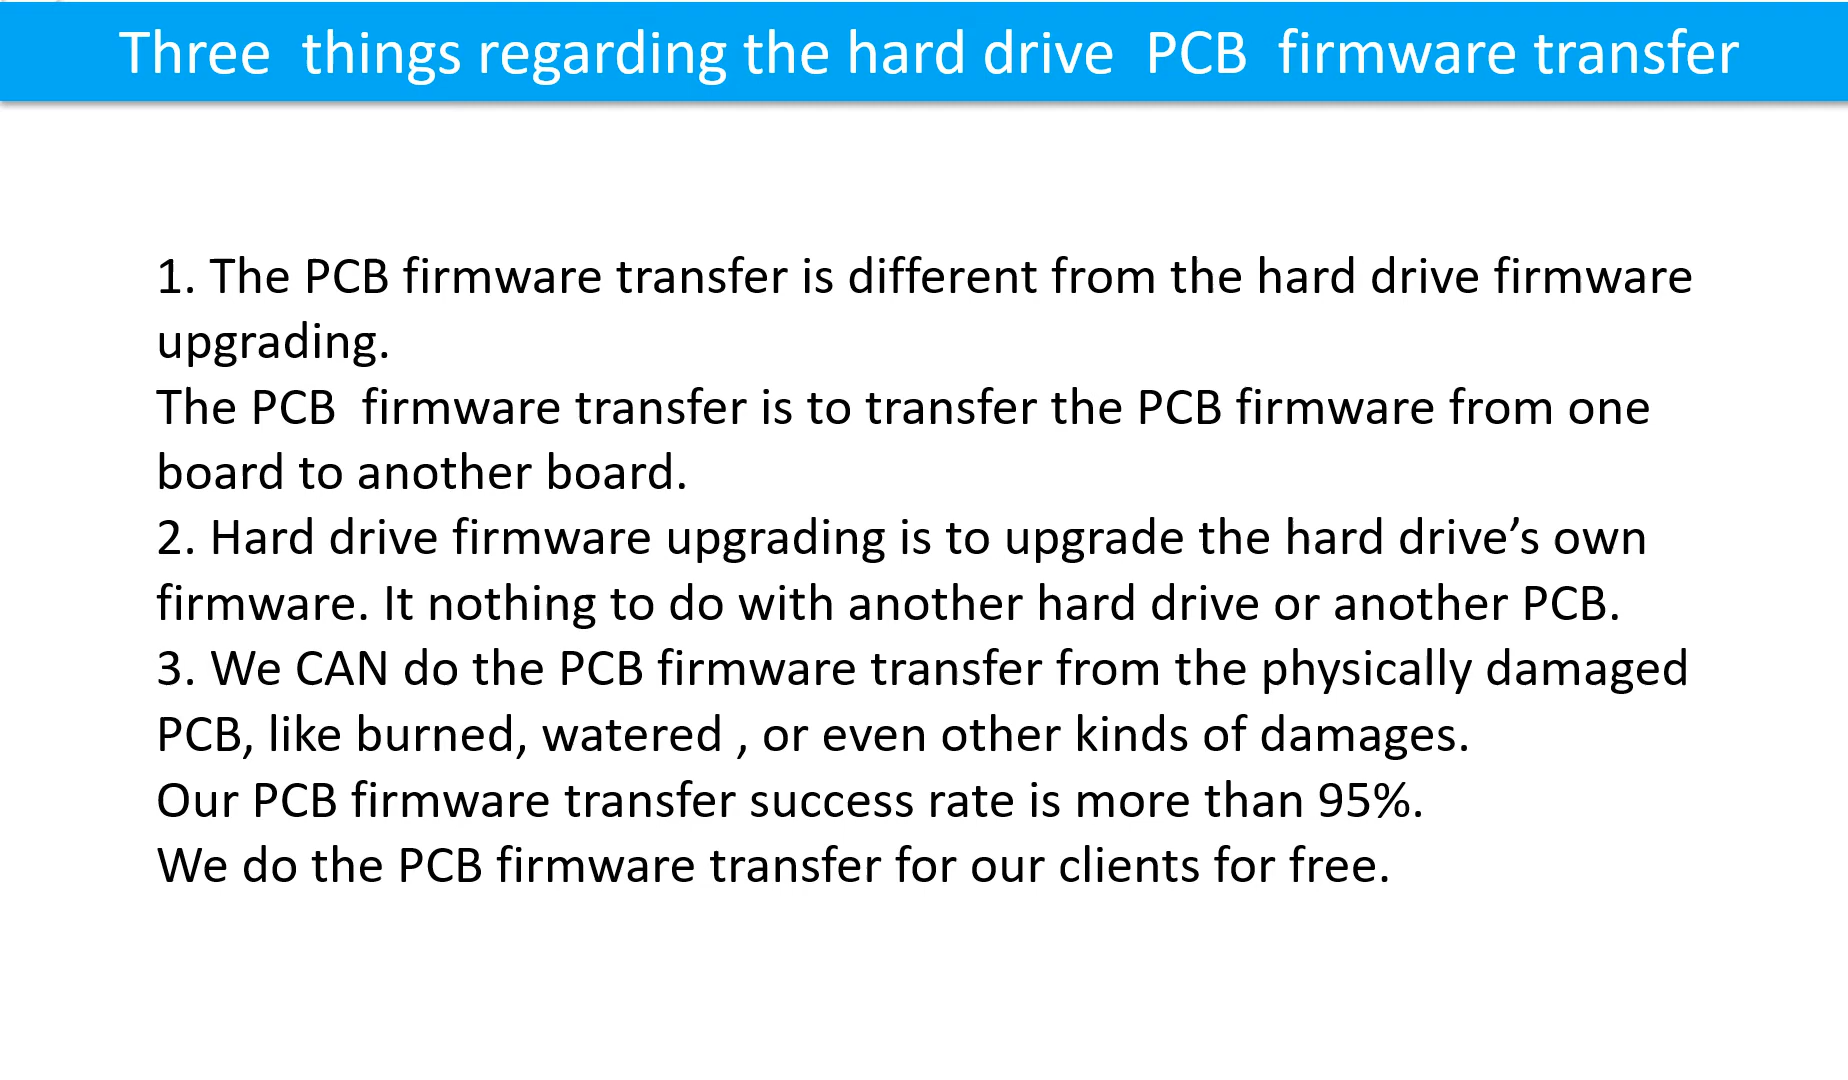 Three things regarding the hard drive PCB firmware transfer
1. The PCB firmware transfer is different from the hard drive firmware
upgrading.
The PCB firmware transfer is to transfer the PCB firmware from one
board to another board.
2. Hard drive firmware upgrading is to upgrade the hard drive’s own
firmware. It nothing to do with another hard drive or another PCB.
3. We CAN do the PCB firmware transfer from the physically damaged
PCB, like burned, watered , or even other kinds of damages.
Our PCB firmware transfer success rate is more than 95%.
We do the PCB firmware transfer for our clients for free.